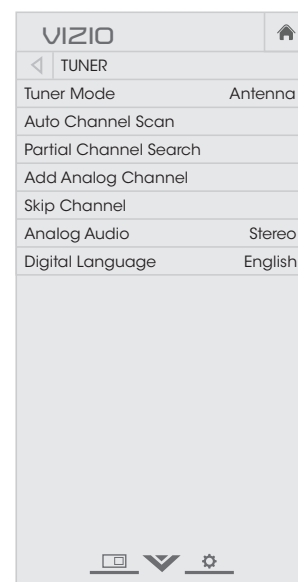 VIZIO
TUNER
Tuner Mode Antenna
Auto Channel Scan
Partial Channel Search
Add Analog Channel
Skip Channel
Analog Audio Stereo
Digital Language English